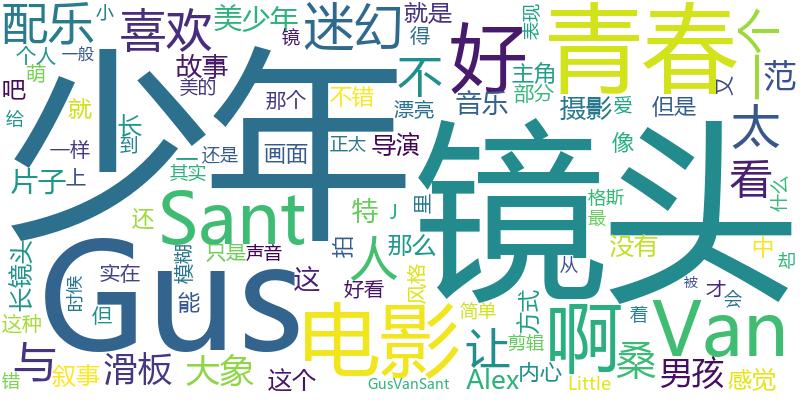 配乐
喜欢
小
个人
萌
一般
镜
美少年
迷幻
就是
得
好
表现
青春
个
又
范
吧
给
就
故事
美的
那个
不错
不
漂亮
音乐
主角
部分
摄影
爱
但是
太
少年
镜头
一样
上
长
到
一
还是
画面
正太
导演
像
看
片子
其实
Sant
特
J
里
格斯
最
什么
还
只是
声音
人
那么
没有
中
却
长镜头
Gus
实在
模糊
这
拍
风格
从
Van
时候
能
好看
被
才
会
这种
但
电影
简单
方式
啊
着
与
滑板
让
剪辑
桑
错
叙事
大象
这个
Alex
内心
男孩
感觉
GusVanSant
Little